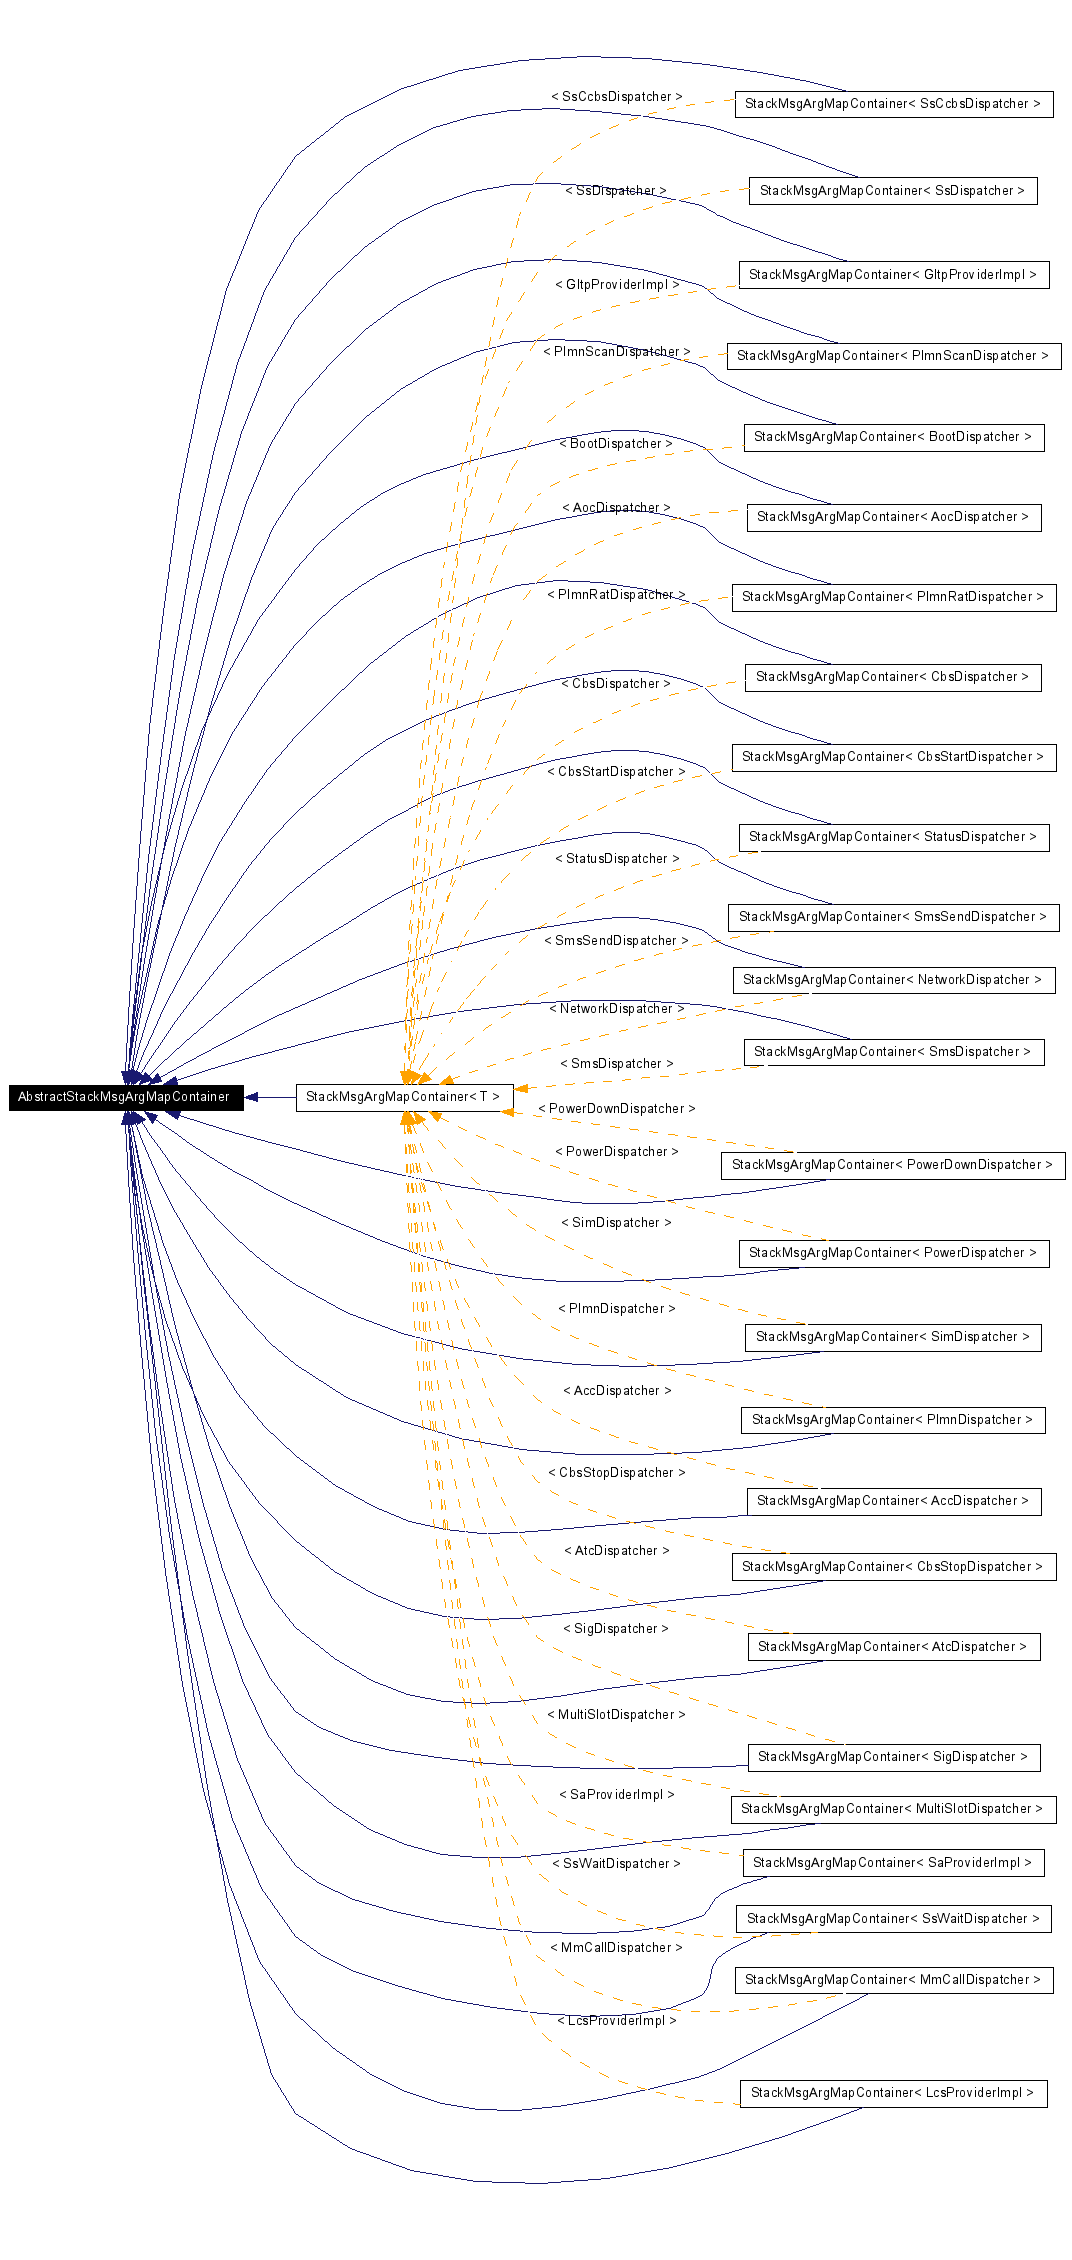 < SsCcbsDispatcher >
StackMsgArgMapContainer< SsCcbsDispatcher >
< SsDispatcher >
StackMsgArgMapContainer< SsDispatcher >
< GltpProviderImpl >
StackMsgArgMapContainer< GltpProviderImpl >
< PlmnScanDispatcher >
StackMsgArgMapContainer< PlmnScanDispatcher >
< BootDispatcher >
StackMsgArgMapContainer< BootDispatcher >
< AocDispatcher >
StackMsgArgMapContainer< AocDispatcher >
< PlmnRatDispatcher >
StackMsgArgMapContainer< PlmnRatDispatcher >
< CbsDispatcher >
StackMsgArgMapContainer< CbsDispatcher >
< CbsStartDispatcher >
StackMsgArgMapContainer< CbsStartDispatcher >
< StatusDispatcher >
StackMsgArgMapContainer< StatusDispatcher >
< SmsSendDispatcher >
StackMsgArgMapContainer< SmsSendDispatcher >
< NetworkDispatcher >
StackMsgArgMapContainer< NetworkDispatcher >
< SmsDispatcher >
StackMsgArgMapContainer< SmsDispatcher >
AbstractStackMsgArgMapContainer
StackMsgArgMapContainer< T >
< PowerDownDispatcher >
StackMsgArgMapContainer< PowerDownDispatcher >
< PowerDispatcher >
StackMsgArgMapContainer< PowerDispatcher >
< SimDispatcher >
StackMsgArgMapContainer< SimDispatcher >
< PlmnDispatcher >
StackMsgArgMapContainer< PlmnDispatcher >
< AccDispatcher >
StackMsgArgMapContainer< AccDispatcher >
< CbsStopDispatcher >
StackMsgArgMapContainer< CbsStopDispatcher >
< AtcDispatcher >
StackMsgArgMapContainer< AtcDispatcher >
< SigDispatcher >
StackMsgArgMapContainer< SigDispatcher >
< MultiSlotDispatcher >
StackMsgArgMapContainer< MultiSlotDispatcher >
< SaProviderImpl >
StackMsgArgMapContainer< SaProviderImpl >
< SsWaitDispatcher >
StackMsgArgMapContainer< SsWaitDispatcher >
< MmCallDispatcher >
StackMsgArgMapContainer< MmCallDispatcher >
< LcsProviderImpl >
StackMsgArgMapContainer< LcsProviderImpl >